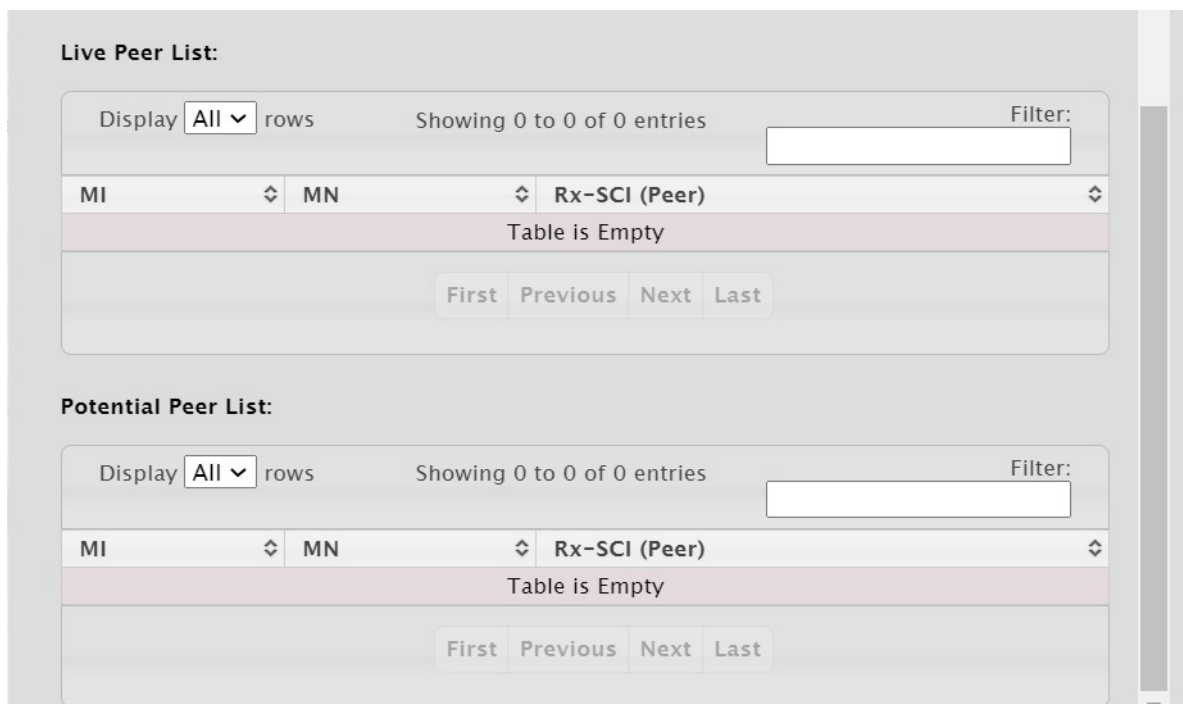 Live Peer List:
Display All rows Showing 0 to 0 of 0 entries Filter:
MI MN Rx-SCI (Peer)
Table is Empty
First Previous Next Last
Potential Peer List:
Display All rows Showing 0 to 0 of 0 entries Filter:
MI MN Rx-SCI (Peer)
Table is Empty
First Previous Next Last